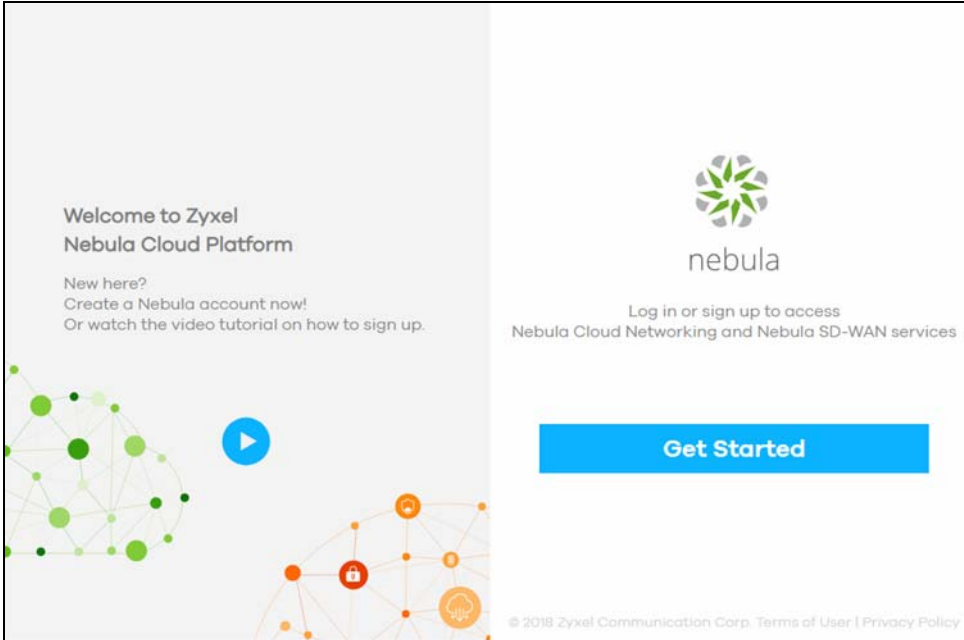 Welcome to Zyxel
Nebula Cloud Platform
New here?
Create a Nebula account now!
Or watch the video tutorial on how to sign up.
nebula
Log in or sign up to access
Nebula Cloud Networking and Nebula SD-WAN services
Get Started
© 2018 Zyxel Communication Corp. Terms of User | Privacy Policy